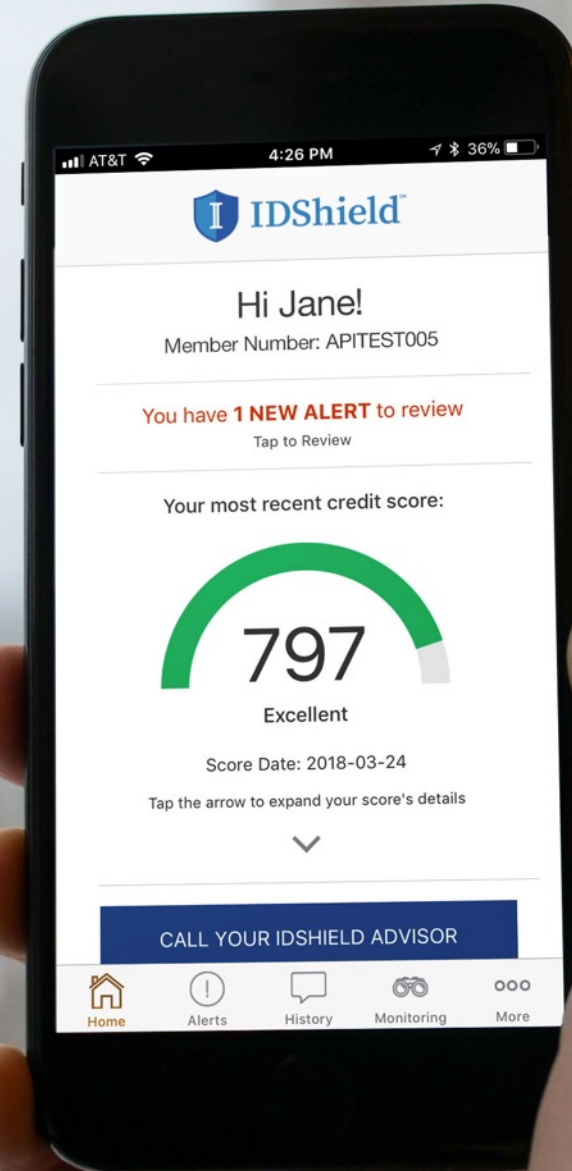 AT&T 4:26 PM 36%
IDShield℠
Hi Jane!
Member Number: APITEST005
You have 1 NEW ALERT to review
Tap to Review
Your most recent credit score:
797
Excellent
Score Date: 2018-03-24
Tap the arrow to expand your score's details
CALL YOUR IDSHIELD ADVISOR
Home Alerts History Monitoring More